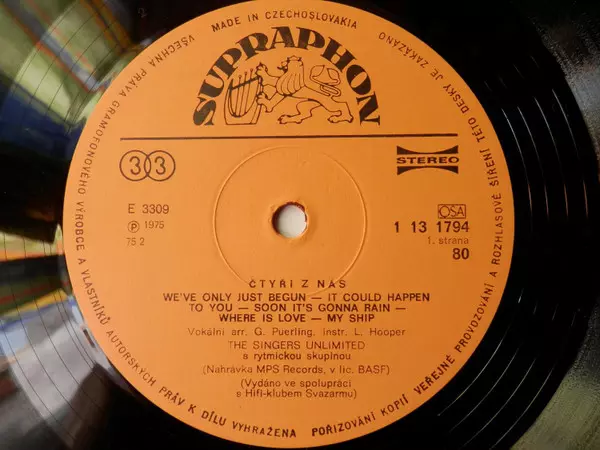 MADE IN CZECHOSLOVAKIA
VŠECHNA PRÁVA GRAMOFONOVÉHO VÝROBCE A VLASTNÍKŮ AUTORSKÝCH PRÁV K DÍLU VYHRAŽENA
POŘIZOVÁNÍ KOPIÍ VEŘEJNÉ PROVOZOVÁNÍ A ROZHLASOVÉ ŠÍŘENÍ TÉTO DESKY JE ZAKÁZÁNO
SUPRAPHON
33
STEREO
E 3309
℗ 1975
75 2
OSA
1 13 1794
1. strana
80
ČTYŘI Z NÁS
WE'VE ONLY JUST BEGUN — IT COULD HAPPEN
TO YOU — SOON IT'S GONNA RAIN —
WHERE IS LOVE — MY SHIP
Vokální arr. G. Puerling, instr. L. Hooper
THE SINGERS UNLIMITED
s rytmickou skupinou
(Nahrávka MPS Records, v lic. BASF)
(Vydáno ve spolupráci
s Hifi-klubem Svazarmu)